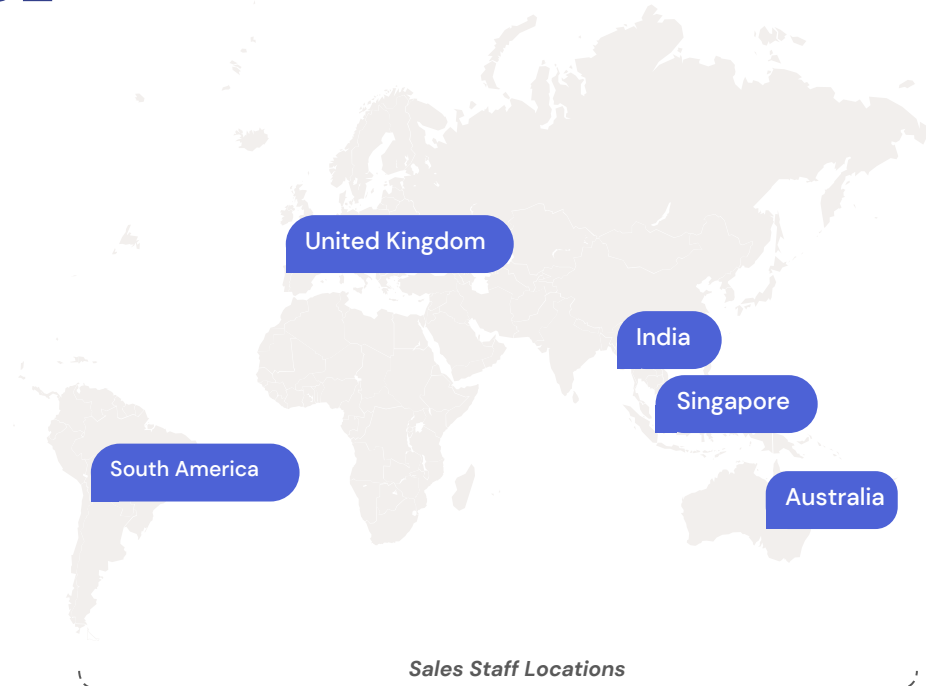 United Kingdom
India
Singapore
South America
Australia
Sales Staff Locations